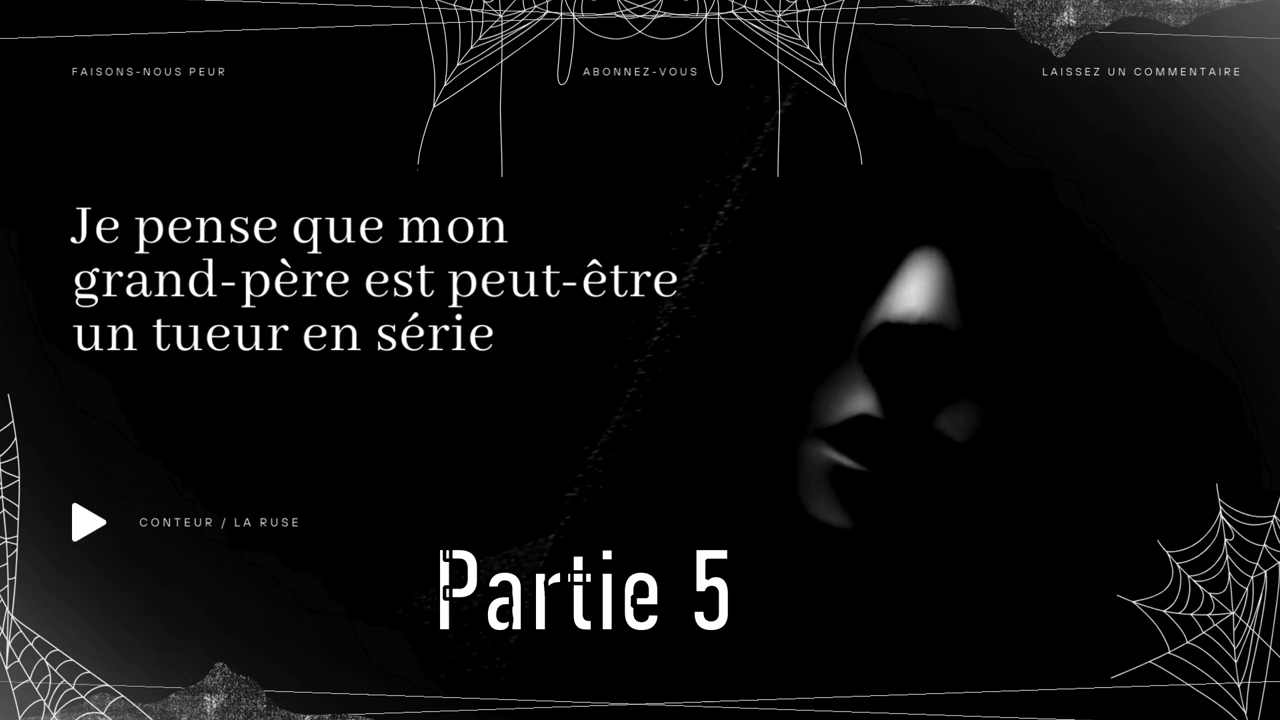 FAISONS-NOUS PEUR
ABONNEZ-VOUS
LAISSEZ UN COMMENTAIRE
Je pense que mon
grand-père est peut-être
un tueur en série
CONTEUR / LA RUSE
Partie 5